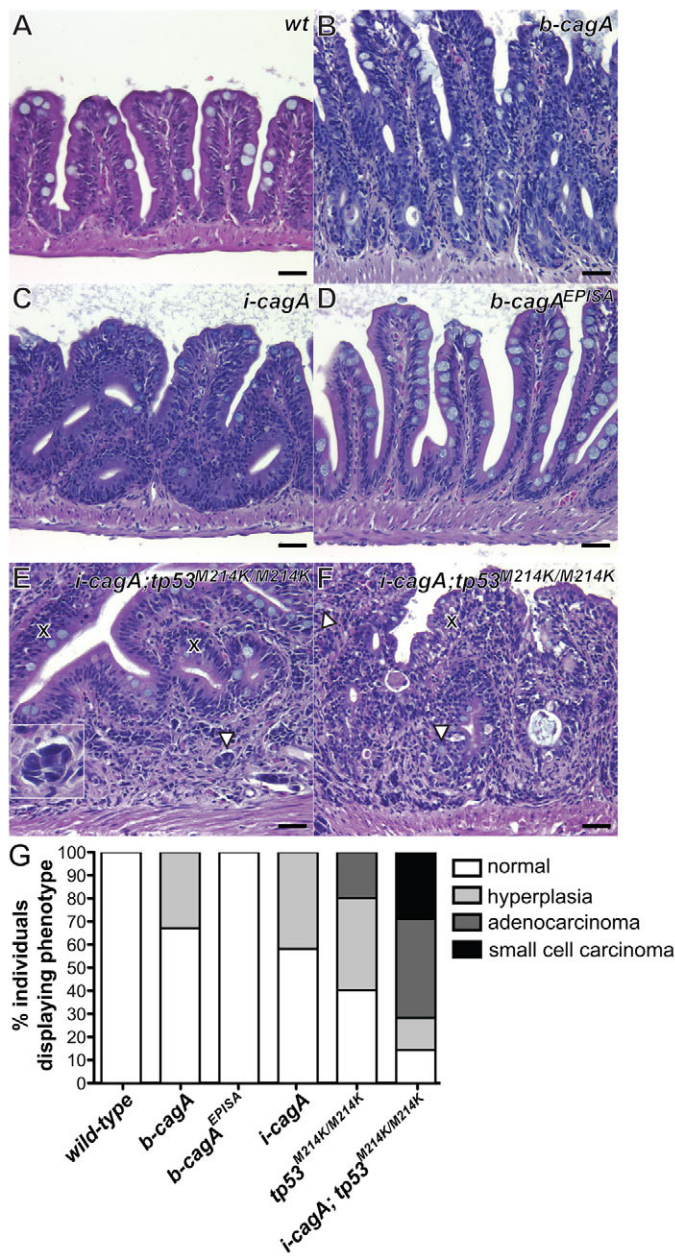 A wt
B b-cagA
C i-cagA
D b-cagA^EPISA
E i-cagA;tp53^M214K/M214K
x x
F i-cagA;tp53^M214K/M214K
x
G
% individuals
displaying phenotype
100
90
80
70
60
50
40
30
20
10
0
normal
hyperplasia
adenocarcinoma
small cell carcinoma
wild-type
b-cagA
b-cagA^EPISA
i-cagA
tp53^M214K/M214K
i-cagA; tp53^M214K/M214K